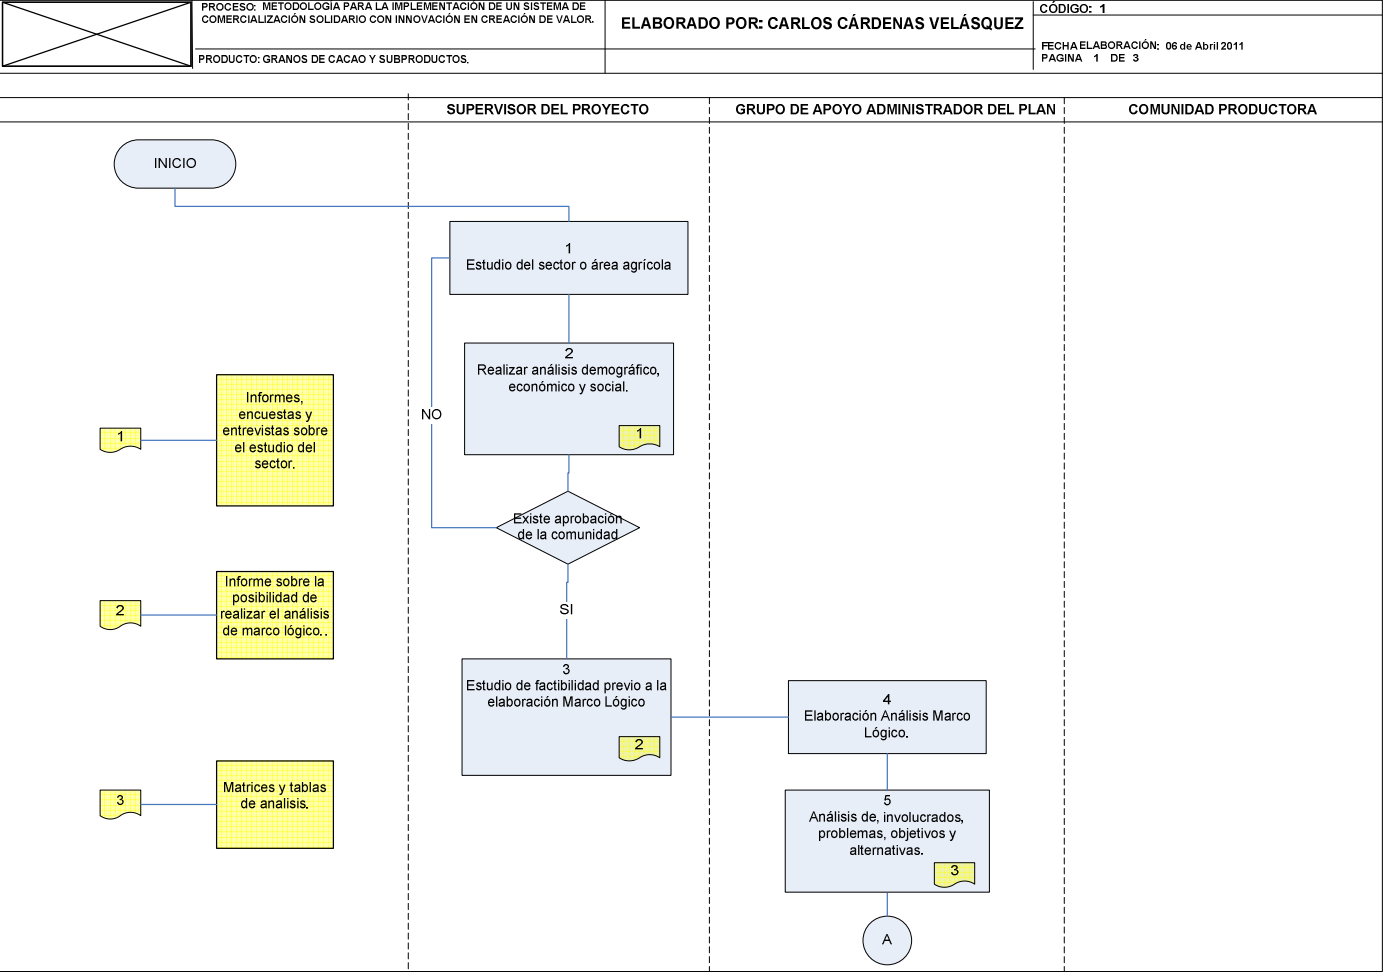 PROCESO: METODOLOGÍA PARA LA IMPLEMENTACIÓN DE UN SISTEMA DE
COMERCIALIZACIÓN SOLIDARIO CON INNOVACIÓN EN CREACIÓN DE VALOR.
PRODUCTO: GRANOS DE CACAO Y SUBPRODUCTOS.
ELABORADO POR: CARLOS CÁRDENAS VELÁSQUEZ
CÓDIGO: 1
FECHA ELABORACIÓN: 06 de Abril 2011
PAGINA 1 DE 3
SUPERVISOR DEL PROYECTO
GRUPO DE APOYO ADMINISTRADOR DEL PLAN
COMUNIDAD PRODUCTORA
INICIO
1
Estudio del sector o área agrícola
2
Realizar análisis demográfico,
económico y social.
1
NO
1
Informes,
encuestas y
entrevistas sobre
el estudio del
sector.
Existe aprobación
de la comunidad
SI
2
Informe sobre la
posibilidad de
realizar el análisis
de marco lógico..
3
Estudio de factibilidad previo a la
elaboración Marco Lógico
2
4
Elaboración Análisis Marco
Lógico.
3
Matrices y tablas
de analisis.
5
Análisis de, involucrados,
problemas, objetivos y
alternativas.
3
A